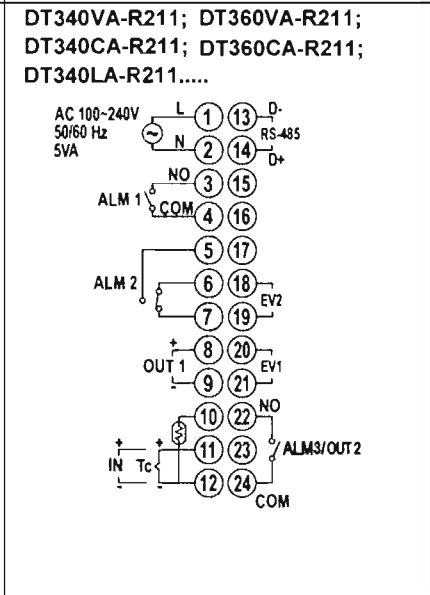 DT340VA-R211; DT360VA-R211;
DT340CA-R211; DT360CA-R211;
DT340LA-R211.....
AC 100~240V
50/60 Hz
5VA
L
N
1
13
D-
RS-485
2
14
D+
NO
3
15
ALM 1
COM
4
16
5
17
ALM 2
6
18
EV2
7
19
+
8
20
OUT 1
EV1
-
9
21
10
22
NO
+
+
11
23
ALM3/OUT2
IN
Tc
-
-
12
24
COM